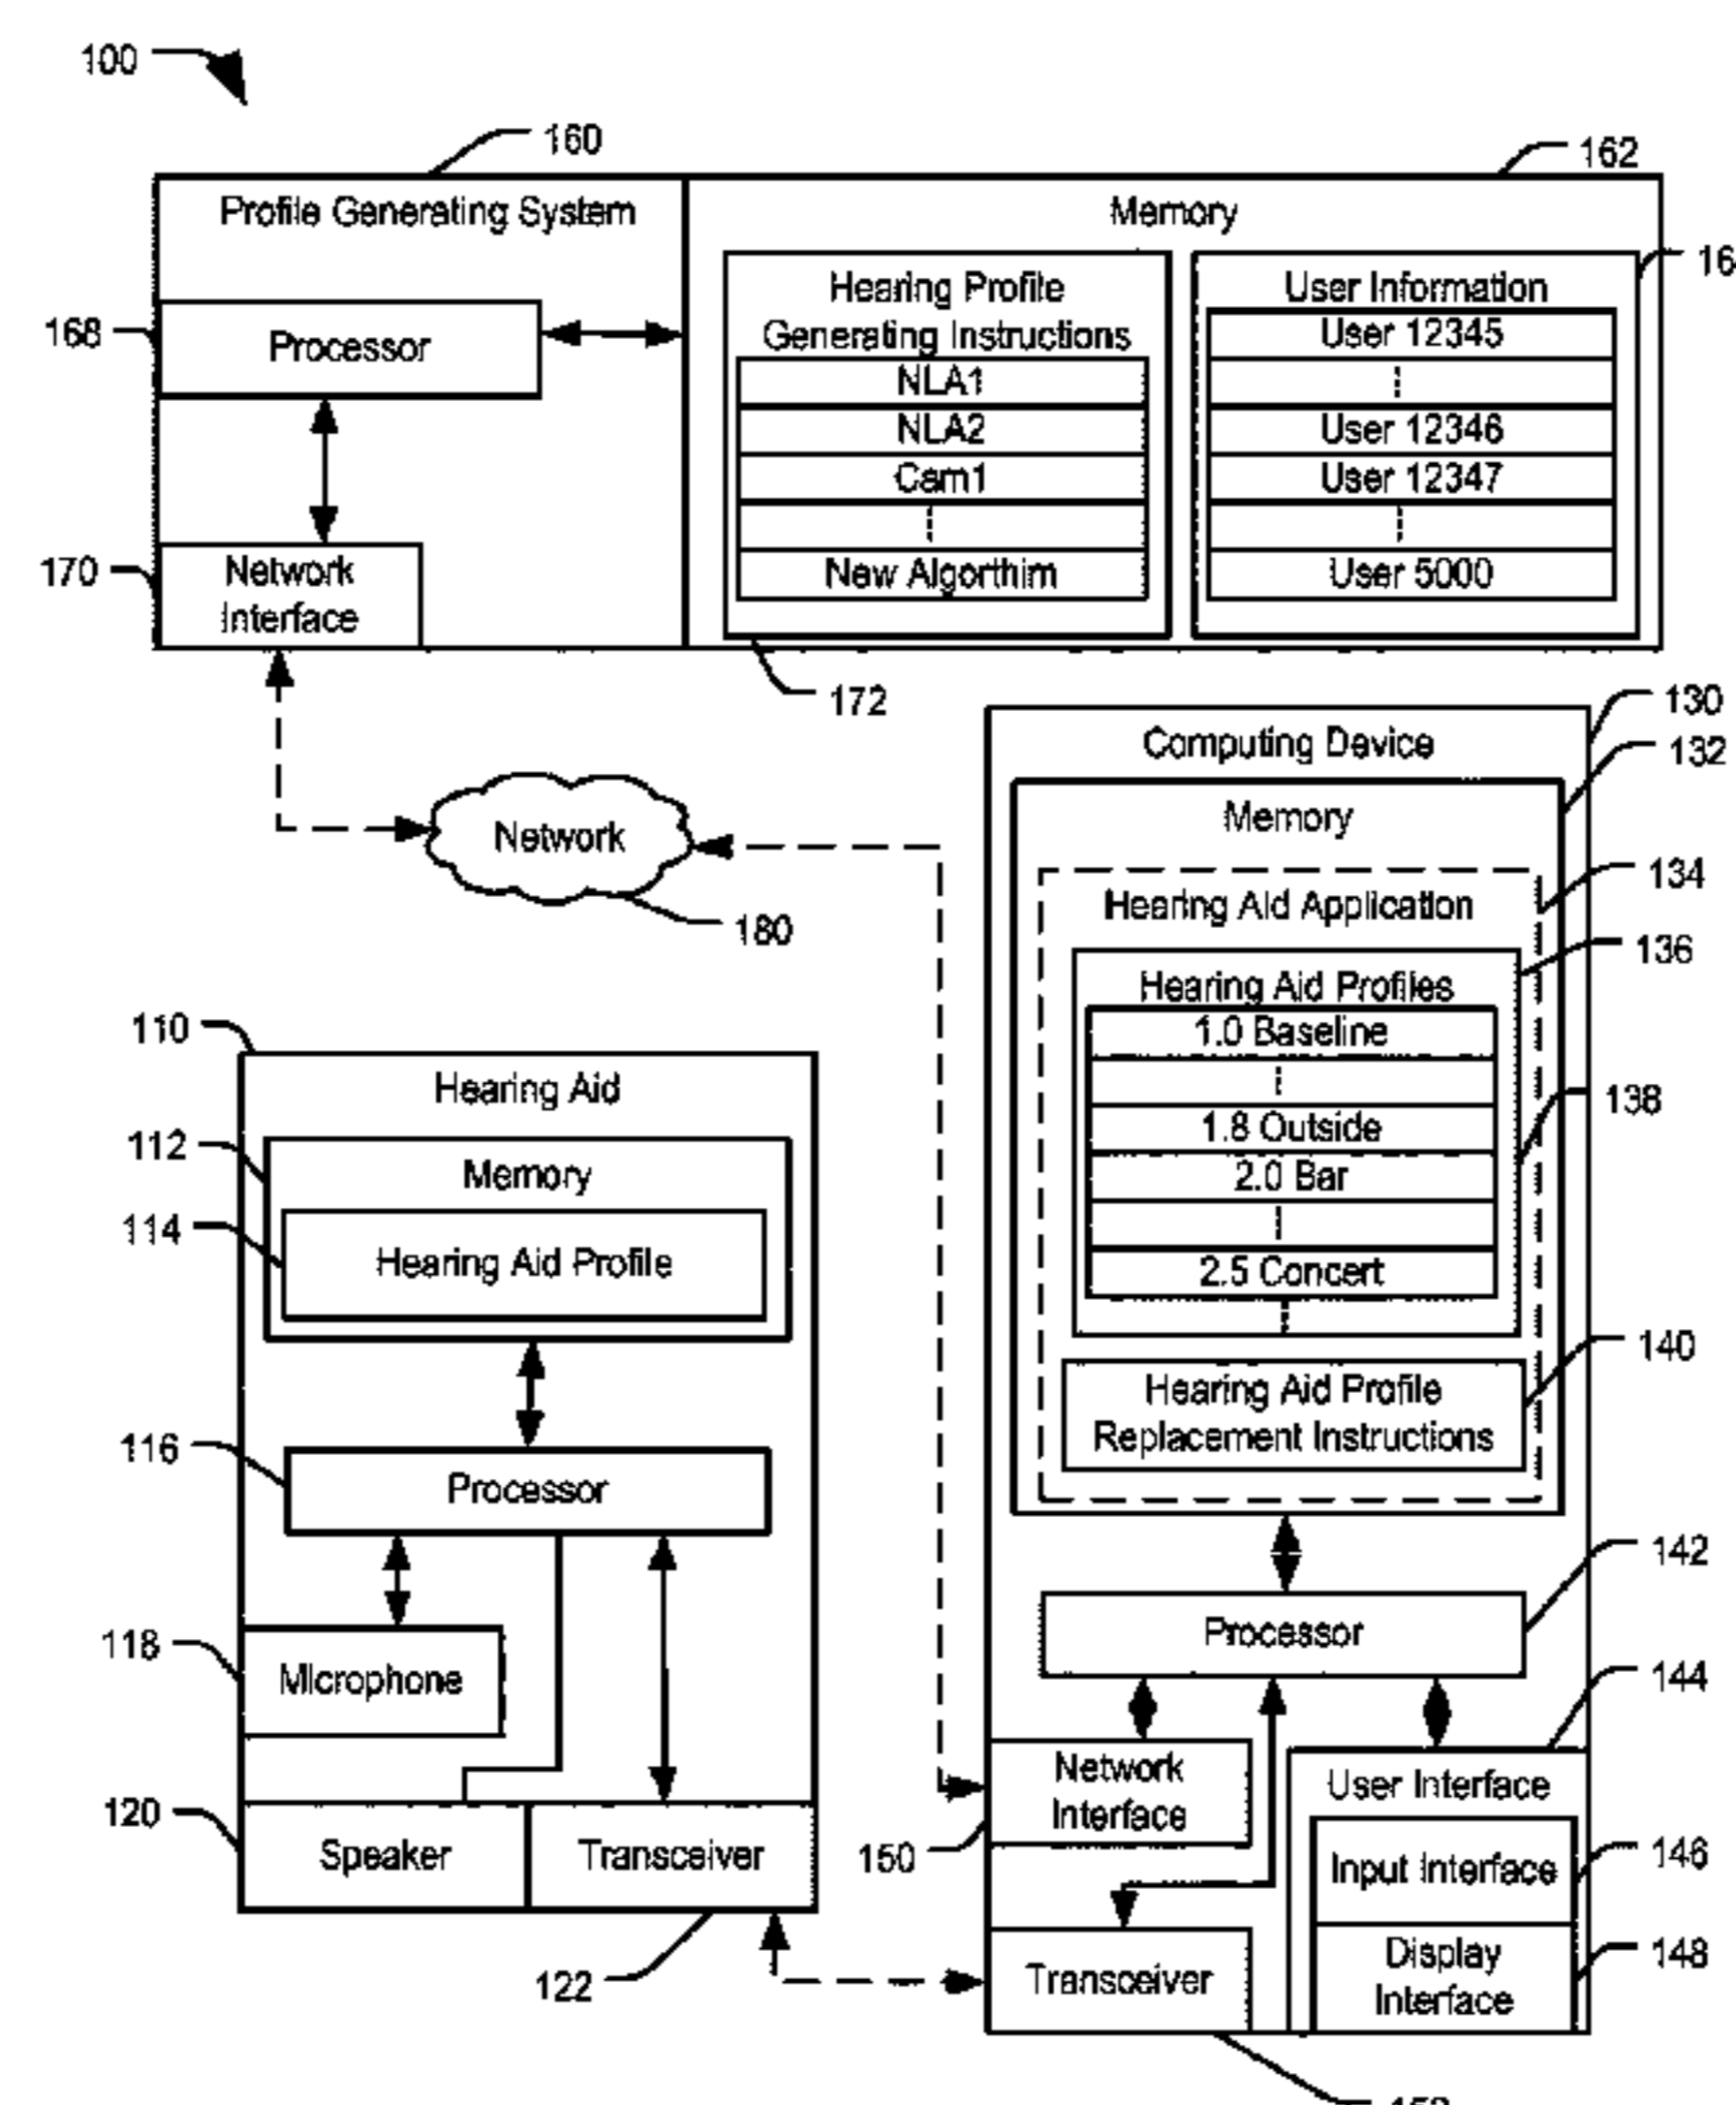 100
160
162
Profile Generating System
Memory
16
Hearing Profile
Generating Instructions
User Information
168
Processor
NLA1
NLA2
Cam1
New Algorthim
User 12345
User 12346
User 12347
User 5000
170
Network
Interface
172
130
Computing Device
132
Memory
Network
180
134
Hearing Aid Application
136
Hearing Aid Profiles
1.0 Baseline
1.8 Outside
138
2.0 Bar
2.5 Concert
140
Hearing Aid Profile
Replacement Instructions
110
Hearing Aid
112
Memory
114
Hearing Aid Profile
116
Processor
118
Microphone
120
Speaker
Transceiver
122
142
Processor
144
Network
Interface
150
User Interface
146
Input Interface
148
Display
Interface
Transceiver